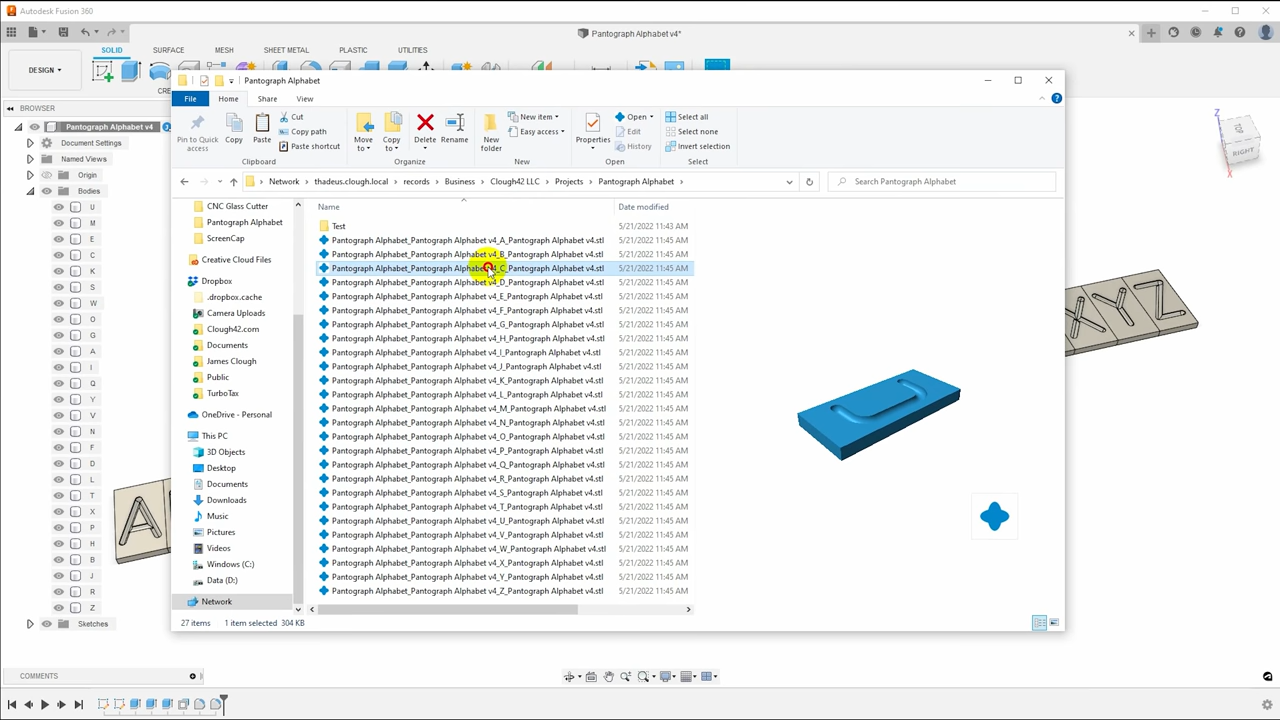 Autodesk Fusion 360
Pantograph Alphabet v4*
DESIGN
SOLID
SURFACE
MESH
SHEET METAL
PLASTIC
UTILITIES
BROWSER
Pantograph Alphabet v4
Document Settings
Named Views
Origin
Bodies
U
M
E
C
K
S
W
O
G
A
I
Q
Y
V
N
F
D
L
T
X
P
H
B
J
R
Z
Sketches
COMMENTS
Pantograph Alphabet
File
Home
Share
View
Pin to Quick
access
Copy
Paste
Cut
Copy path
Paste shortcut
Clipboard
Move
to
Copy
to
Delete
Rename
Organize
New
folder
New item
Easy access
New
Properties
Open
Edit
History
Open
Select all
Select none
Invert selection
Select
Network › thadeus.clough.local › records › Business › Clough42 LLC › Projects › Pantograph Alphabet ›
Search Pantograph Alphabet
CNC Glass Cutter
Pantograph Alphabet
ScreenCap
Creative Cloud Files
Dropbox
.dropbox.cache
Camera Uploads
Clough42.com
Documents
James Clough
Public
TurboTax
OneDrive - Personal
This PC
3D Objects
Desktop
Documents
Downloads
Music
Pictures
Videos
Windows (C:)
Data (D:)
Network
Name Date modified
Test 5/21/2022 11:43 AM
Pantograph Alphabet_Pantograph Alphabet v4_A_Pantograph Alphabet v4.stl 5/21/2022 11:45 AM
Pantograph Alphabet_Pantograph Alphabet v4_B_Pantograph Alphabet v4.stl 5/21/2022 11:45 AM
Pantograph Alphabet_Pantograph Alphabet v4_C_Pantograph Alphabet v4.stl 5/21/2022 11:45 AM
Pantograph Alphabet_Pantograph Alphabet v4_D_Pantograph Alphabet v4.stl 5/21/2022 11:45 AM
Pantograph Alphabet_Pantograph Alphabet v4_E_Pantograph Alphabet v4.stl 5/21/2022 11:45 AM
Pantograph Alphabet_Pantograph Alphabet v4_F_Pantograph Alphabet v4.stl 5/21/2022 11:45 AM
Pantograph Alphabet_Pantograph Alphabet v4_G_Pantograph Alphabet v4.stl 5/21/2022 11:45 AM
Pantograph Alphabet_Pantograph Alphabet v4_H_Pantograph Alphabet v4.stl 5/21/2022 11:45 AM
Pantograph Alphabet_Pantograph Alphabet v4_I_Pantograph Alphabet v4.stl 5/21/2022 11:45 AM
Pantograph Alphabet_Pantograph Alphabet v4_J_Pantograph Alphabet v4.stl 5/21/2022 11:45 AM
Pantograph Alphabet_Pantograph Alphabet v4_K_Pantograph Alphabet v4.stl 5/21/2022 11:45 AM
Pantograph Alphabet_Pantograph Alphabet v4_L_Pantograph Alphabet v4.stl 5/21/2022 11:45 AM
Pantograph Alphabet_Pantograph Alphabet v4_M_Pantograph Alphabet v4.stl 5/21/2022 11:45 AM
Pantograph Alphabet_Pantograph Alphabet v4_N_Pantograph Alphabet v4.stl 5/21/2022 11:45 AM
Pantograph Alphabet_Pantograph Alphabet v4_O_Pantograph Alphabet v4.stl 5/21/2022 11:45 AM
Pantograph Alphabet_Pantograph Alphabet v4_P_Pantograph Alphabet v4.stl 5/21/2022 11:45 AM
Pantograph Alphabet_Pantograph Alphabet v4_Q_Pantograph Alphabet v4.stl 5/21/2022 11:45 AM
Pantograph Alphabet_Pantograph Alphabet v4_R_Pantograph Alphabet v4.stl 5/21/2022 11:45 AM
Pantograph Alphabet_Pantograph Alphabet v4_S_Pantograph Alphabet v4.stl 5/21/2022 11:45 AM
Pantograph Alphabet_Pantograph Alphabet v4_T_Pantograph Alphabet v4.stl 5/21/2022 11:45 AM
Pantograph Alphabet_Pantograph Alphabet v4_U_Pantograph Alphabet v4.stl 5/21/2022 11:45 AM
Pantograph Alphabet_Pantograph Alphabet v4_V_Pantograph Alphabet v4.stl 5/21/2022 11:45 AM
Pantograph Alphabet_Pantograph Alphabet v4_W_Pantograph Alphabet v4.stl 5/21/2022 11:45 AM
Pantograph Alphabet_Pantograph Alphabet v4_X_Pantograph Alphabet v4.stl 5/21/2022 11:45 AM
Pantograph Alphabet_Pantograph Alphabet v4_Y_Pantograph Alphabet v4.stl 5/21/2022 11:45 AM
Pantograph Alphabet_Pantograph Alphabet v4_Z_Pantograph Alphabet v4.stl 5/21/2022 11:45 AM
27 items 1 item selected 304 KB
A
J
X Y Z
Z
RIGHT
X